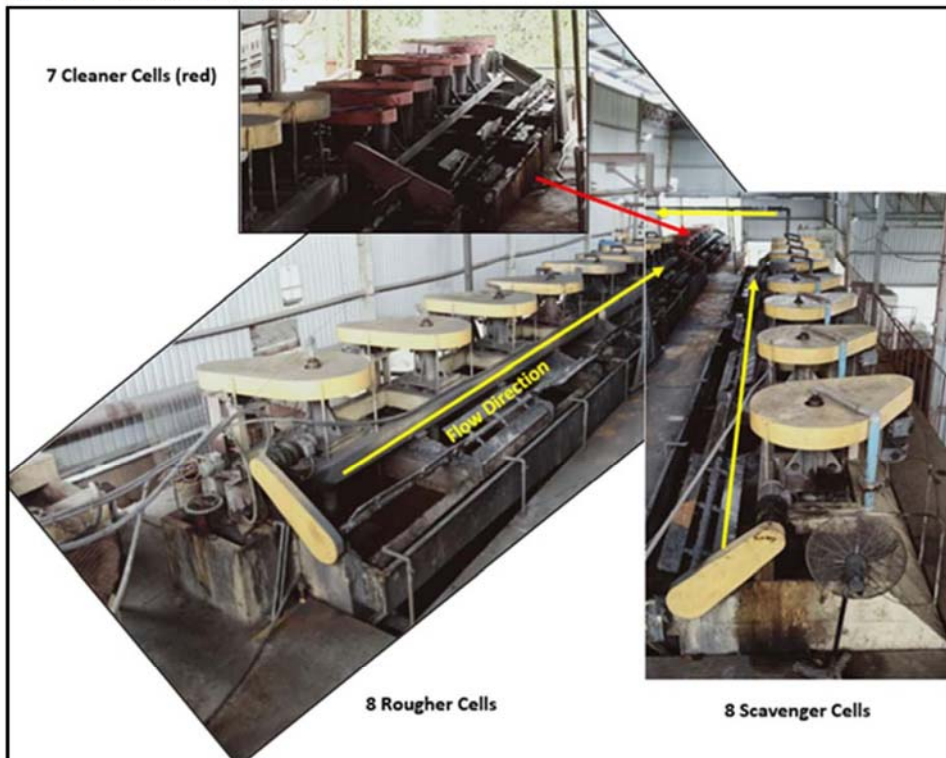 7 Cleaner Cells (red)
Flow Direction
8 Rougher Cells
8 Scavenger Cells